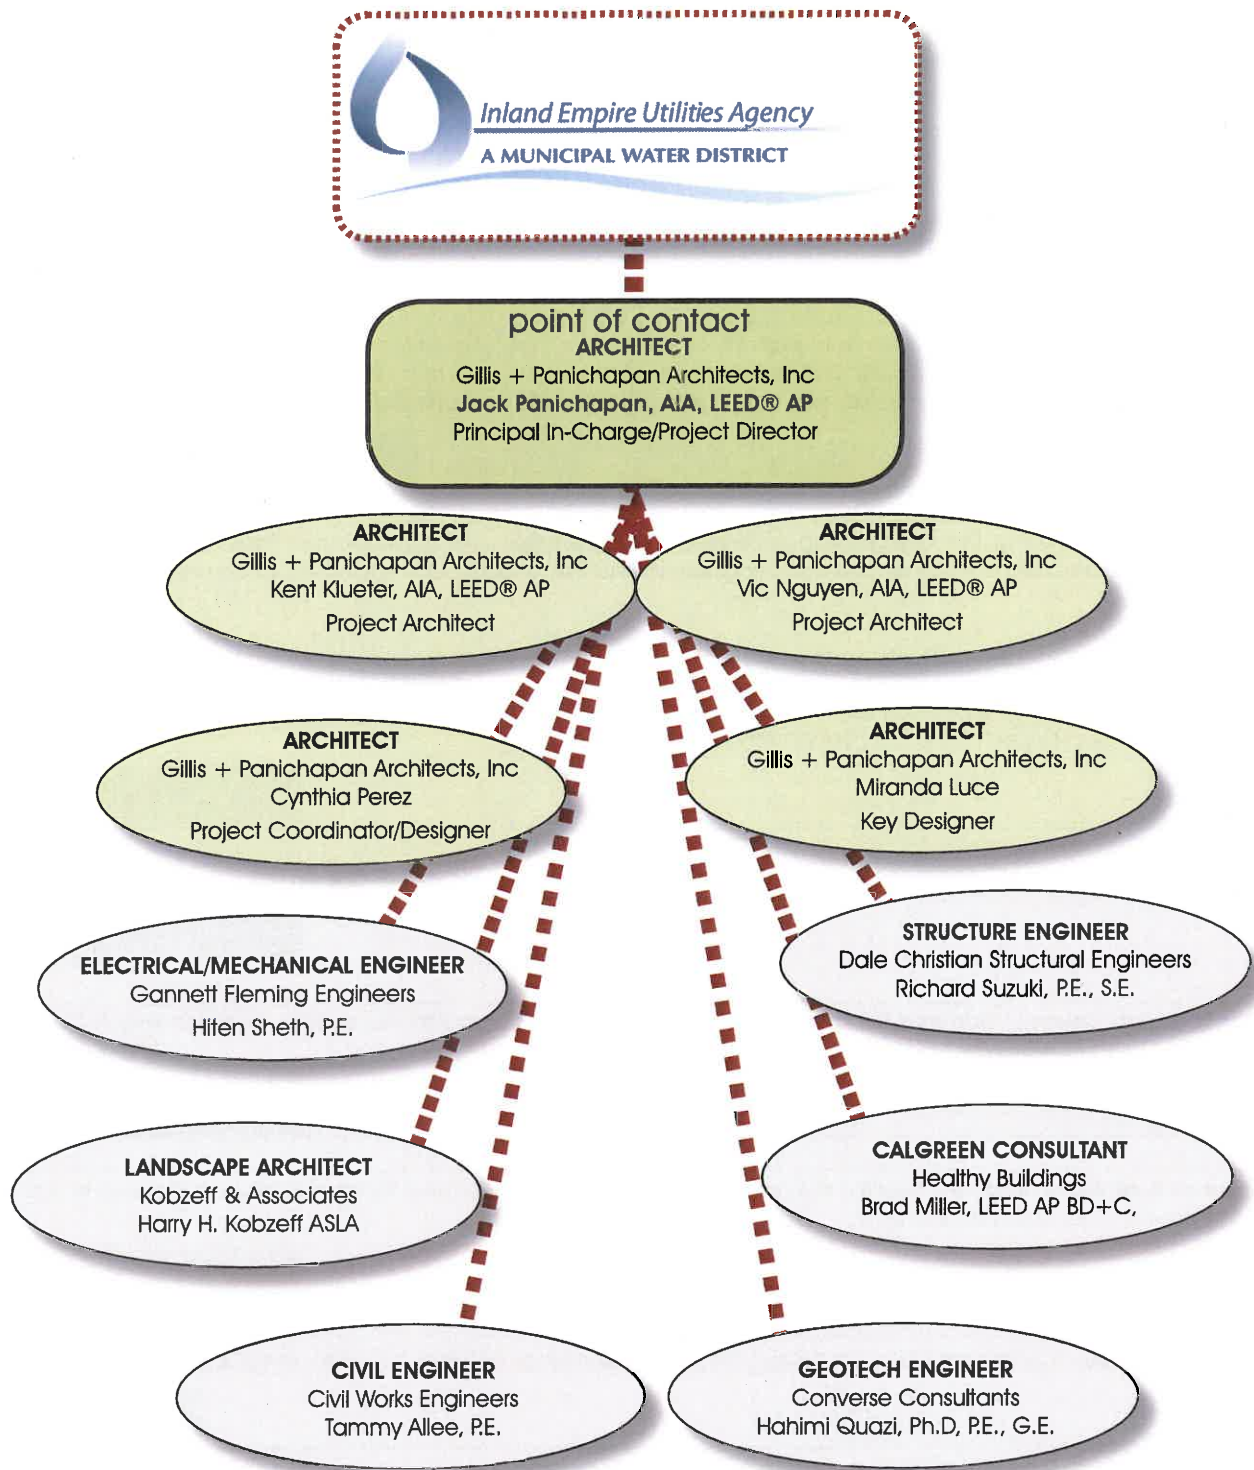 Inland Empire Utilities Agency
A MUNICIPAL WATER DISTRICT
point of contact
ARCHITECT
Gillis + Panichapan Architects, Inc
Jack Panichapan, AIA, LEED® AP
Principal In-Charge/Project Director
ARCHITECT
Gillis + Panichapan Architects, Inc
Kent Klueter, AIA, LEED® AP
Project Architect
ARCHITECT
Gillis + Panichapan Architects, Inc
Vic Nguyen, AIA, LEED® AP
Project Architect
ARCHITECT
Gillis + Panichapan Architects, Inc
Cynthia Perez
Project Coordinator/Designer
ARCHITECT
Gillis + Panichapan Architects, Inc
Miranda Luce
Key Designer
ELECTRICAL/MECHANICAL ENGINEER
Gannett Fleming Engineers
Hiten Sheth, P.E.
STRUCTURE ENGINEER
Dale Christian Structural Engineers
Richard Suzuki, P.E., S.E.
LANDSCAPE ARCHITECT
Kobzeff & Associates
Harry H. Kobzeff ASLA
CALGREEN CONSULTANT
Healthy Buildings
Brad Miller, LEED AP BD+C,
CIVIL ENGINEER
Civil Works Engineers
Tammy Allee, P.E.
GEOTECH ENGINEER
Converse Consultants
Hahimi Quazi, Ph.D, P.E., G.E.